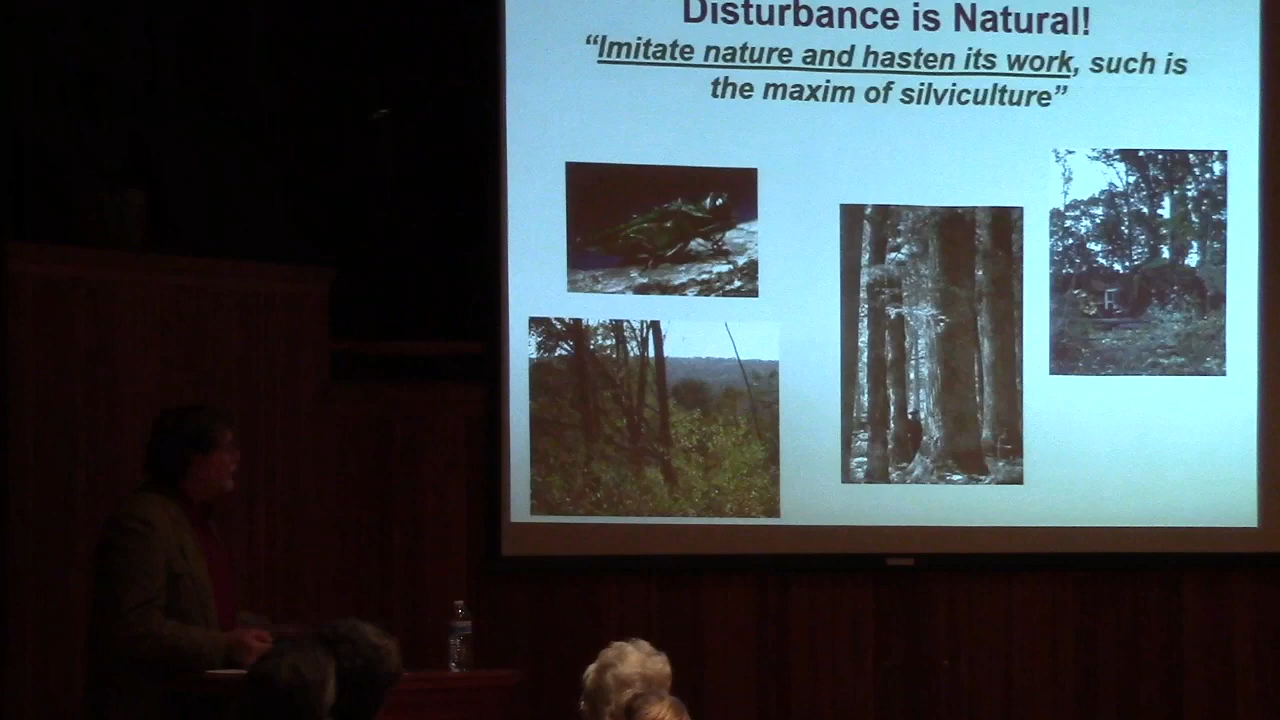 Disturbance is Natural!
“Imitate nature and hasten its work, such is
the maxim of silviculture”